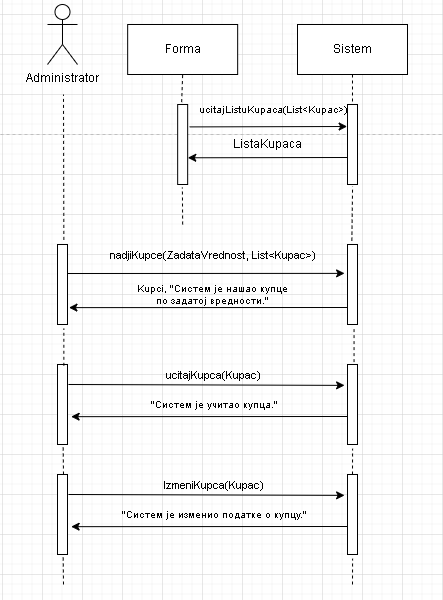 Forma
Sistem
Administrator
ucitajListuKupaca(List<Kupac>)
ListaKupaca
nadjiKupce(ZadataVrednost, List<Kupac>)
Kupci, "Систем је нашао купце
по задатој вредности."
ucitajKupca(Kupac)
"Систем је учитао купца."
IzmeniKupca(Kupac)
"Систем је изменио податке о купцу."